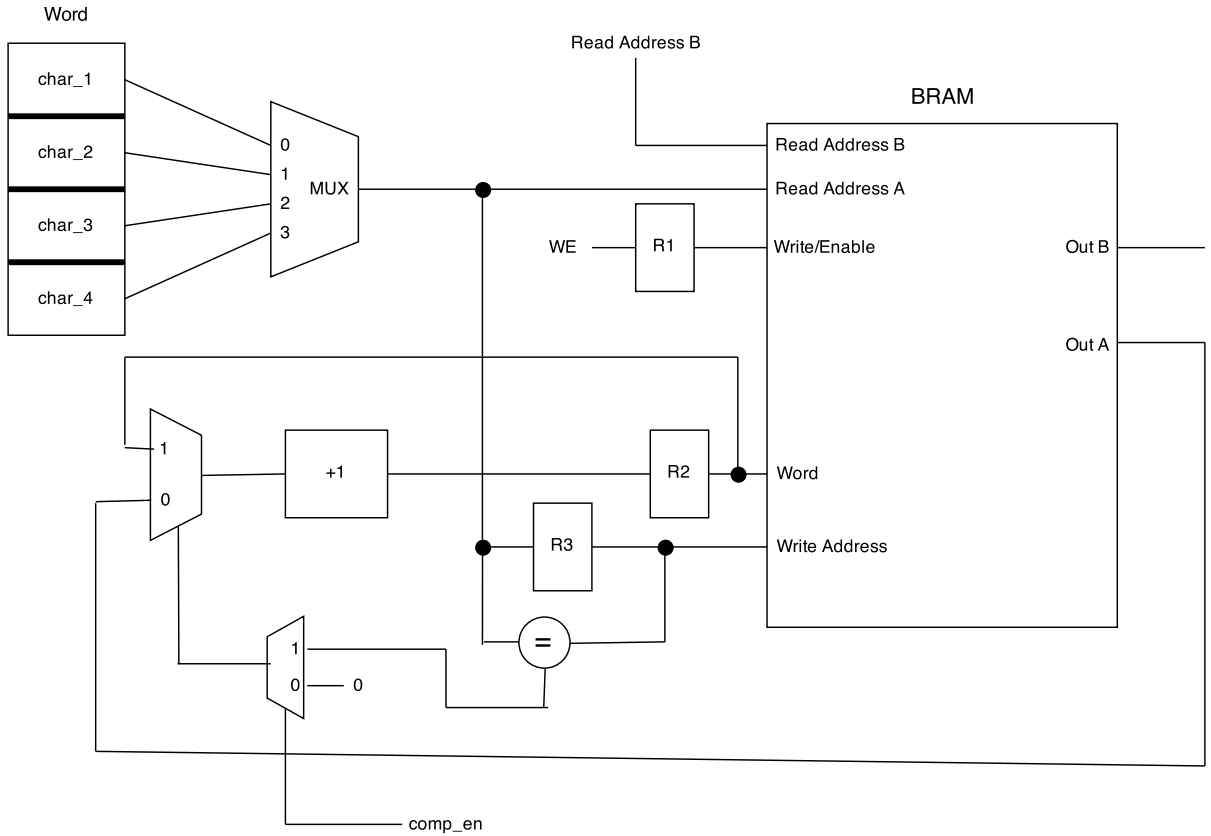 Word
char_1
char_2
char_3
char_4
0
1
2
3
MUX
Read Address B
BRAM
Read Address B
Read Address A
WE
R1
Write/Enable
Out B
Out A
1
0
+1
R2
Word
R3
Write Address
=
1
0
0
comp_en